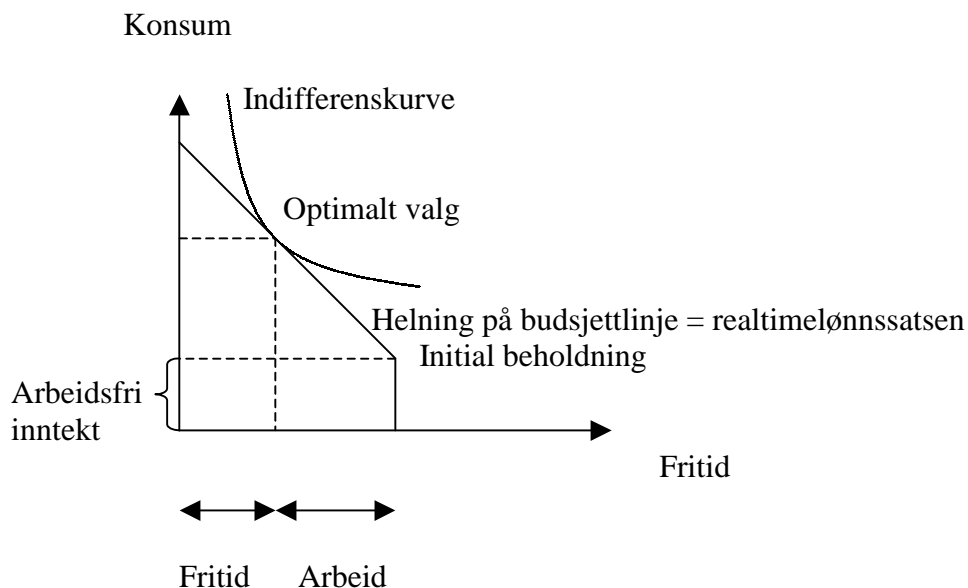 Konsum
Indifferenskurve
Optimalt valg
Helning på budsjettlinje = realtimelønnssatsen
Initial beholdning
Arbeidsfri
inntekt
Fritid
Fritid Arbeid